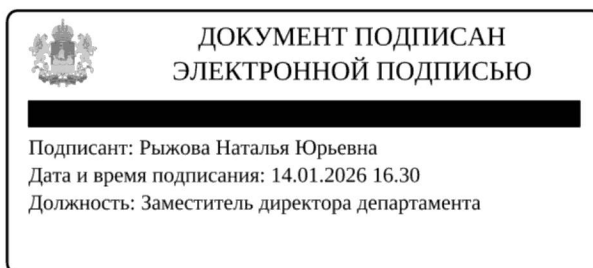 ДОКУМЕНТ ПОДПИСАН
ЭЛЕКТРОННОЙ ПОДПИСЬЮ
Подписант: Рыжова Наталья Юрьевна
Дата и время подписания: 14.01.2026 16.30
Должность: Заместитель директора департамента